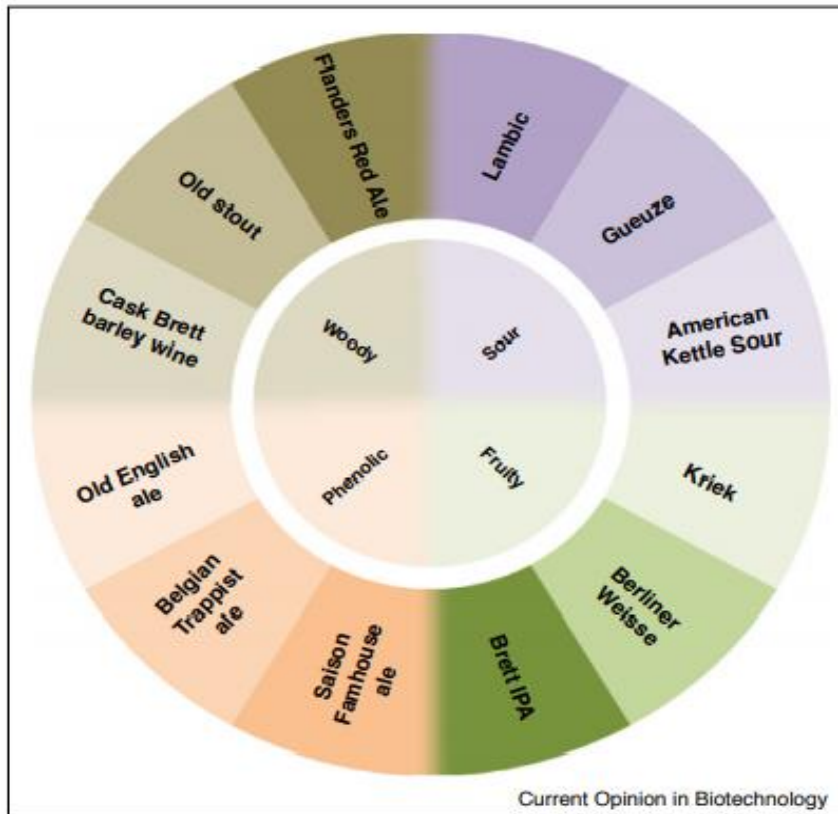 Flanders Red Ale
Lambic
Gueuze
American
Kettle Sour
Kriek
Berliner
Weisse
Brett IPA
Saison
Famhouse
ale
Belgian
Trappist
ale
Old English
ale
Cask Brett
barley wine
Old stout
Woody
Sour
Fruity
Phenolic
Current Opinion in Biotechnology